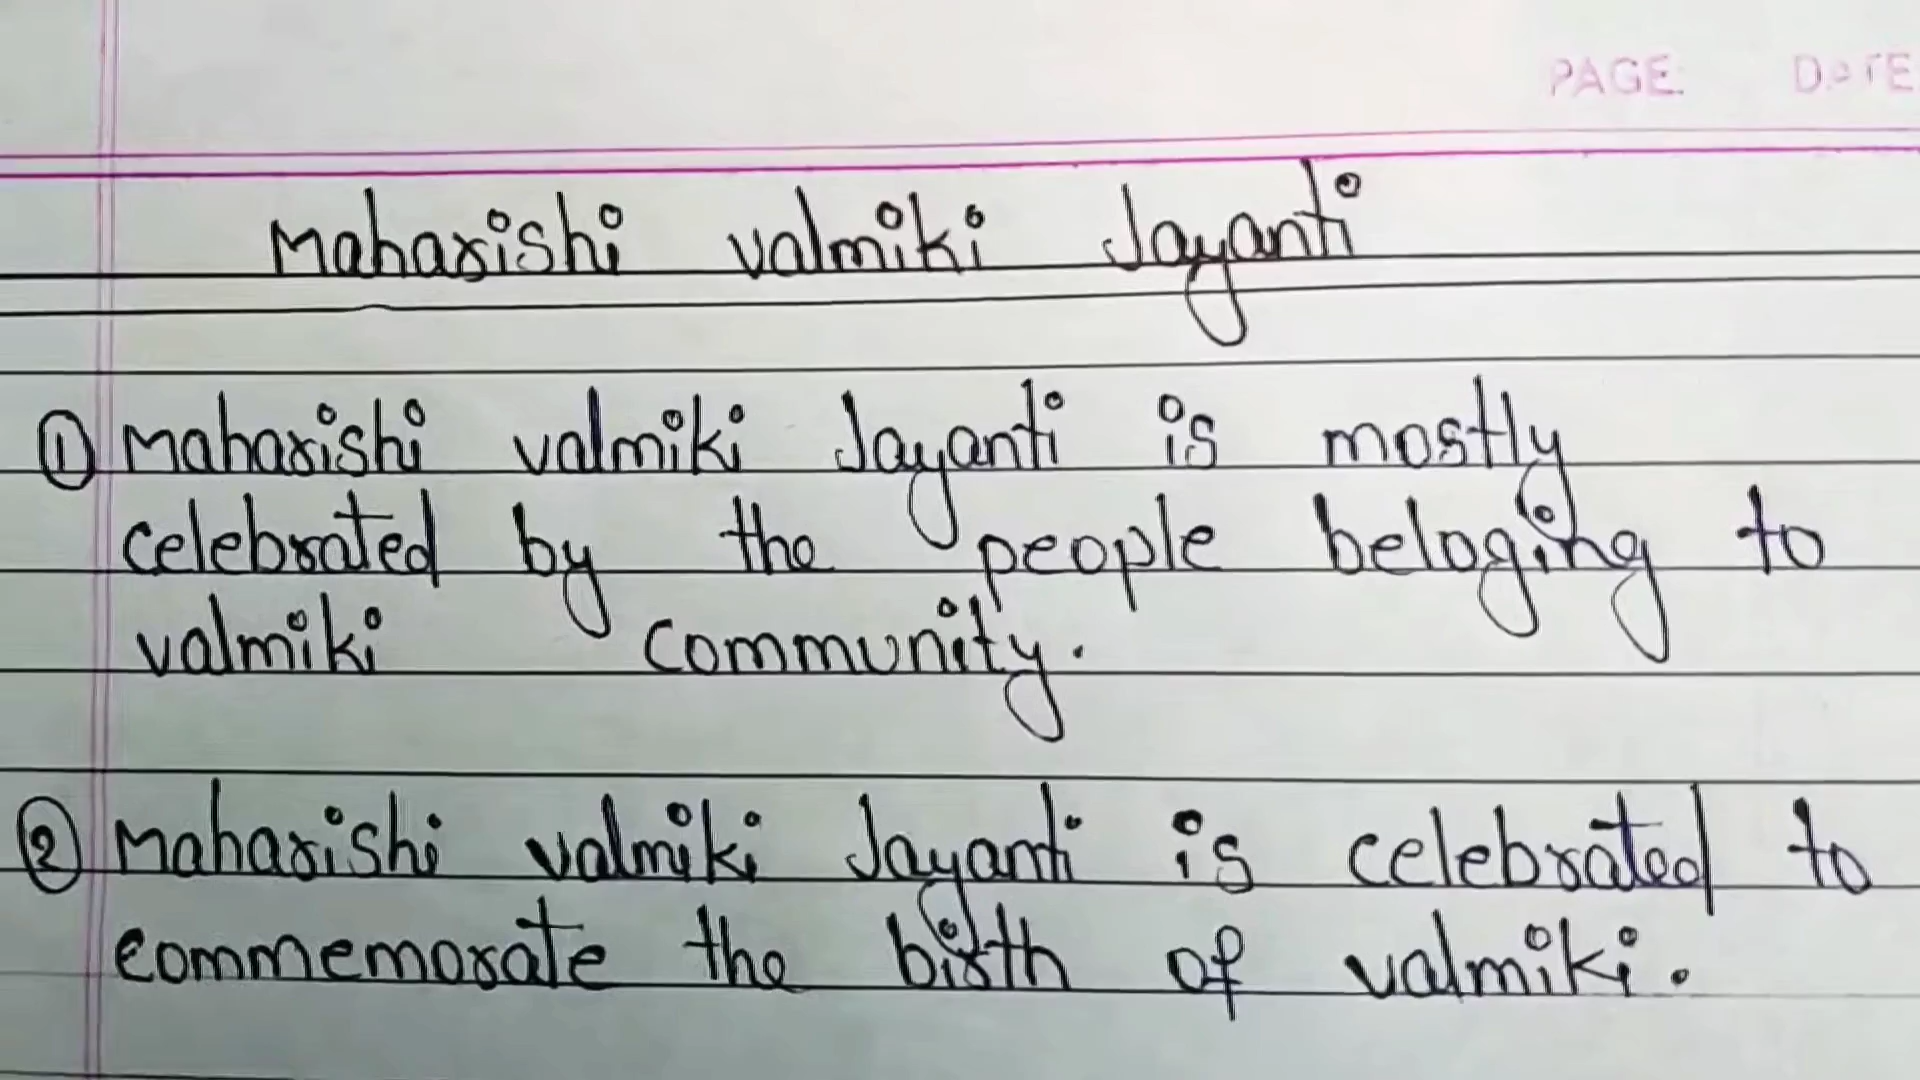 PAGE: DATE
Maharishi valmiki Jayanti
① Maharishi valmiki Jayanti is mostly
celebrated by the people beloging to
valmiki community.
② Maharishi valmiki Jayanti is celebrated to
commemorate the birth of valmiki.